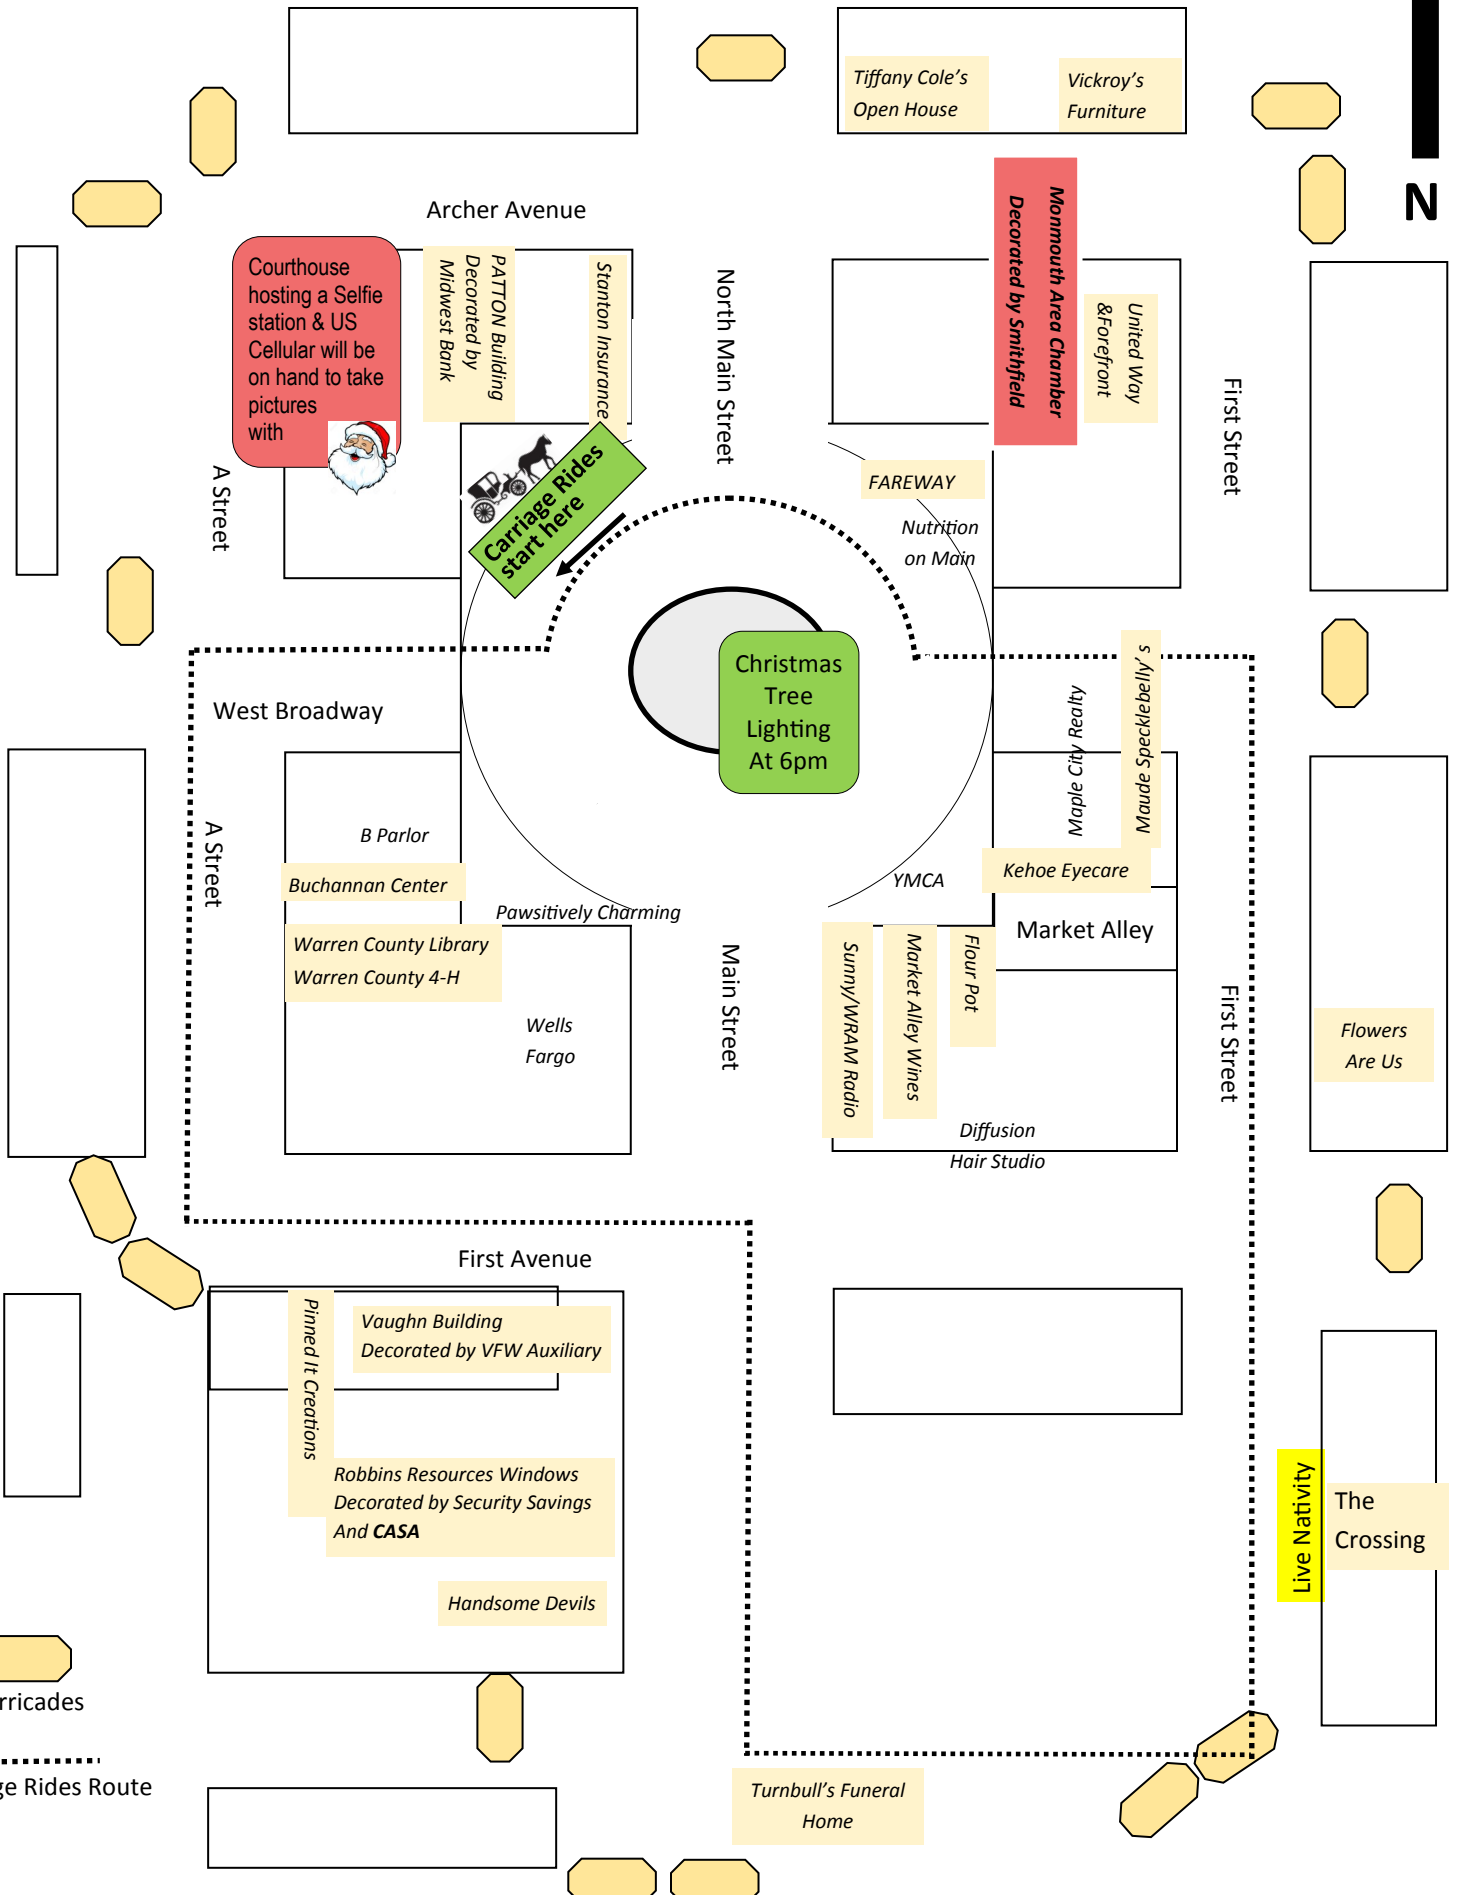 Tiffany Cole's
Open House
Vickroy's
Furniture
N
Archer Avenue
Courthouse
hosting a Selfie
station & US
Cellular will be
on hand to take
pictures
with
PATTON Building
Decorated by
Midwest Bank
Stanton Insurance
North Main Street
Monmouth Area Chamber
Decorated by Smithfield
United Way
&Forefront
First Street
A Street
Carriage Rides
start here
FAREWAY
Nutrition
on Main
Christmas
Tree
Lighting
At 6pm
West Broadway
Maple City Realty
Maude Specklebelly' s
A Street
B Parlor
Buchannan Center
Pawsitively Charming
Warren County Library
Warren County 4-H
Wells
Fargo
Main Street
YMCA
Kehoe Eyecare
Market Alley
Sunny/WRAM Radio
Market Alley Wines
Flour Pot
Diffusion
Hair Studio
First Street
Flowers
Are Us
First Avenue
Pinned It Creations
Vaughn Building
Decorated by VFW Auxiliary
Robbins Resources Windows
Decorated by Security Savings
And CASA
Handsome Devils
Live Nativity
The
Crossing
rricades
ge Rides Route
Turnbull's Funeral
Home